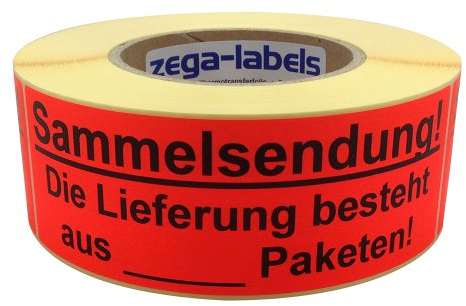 zega-labels
Sammelsendung!
Die Lieferung besteht
aus ______ Paketen!